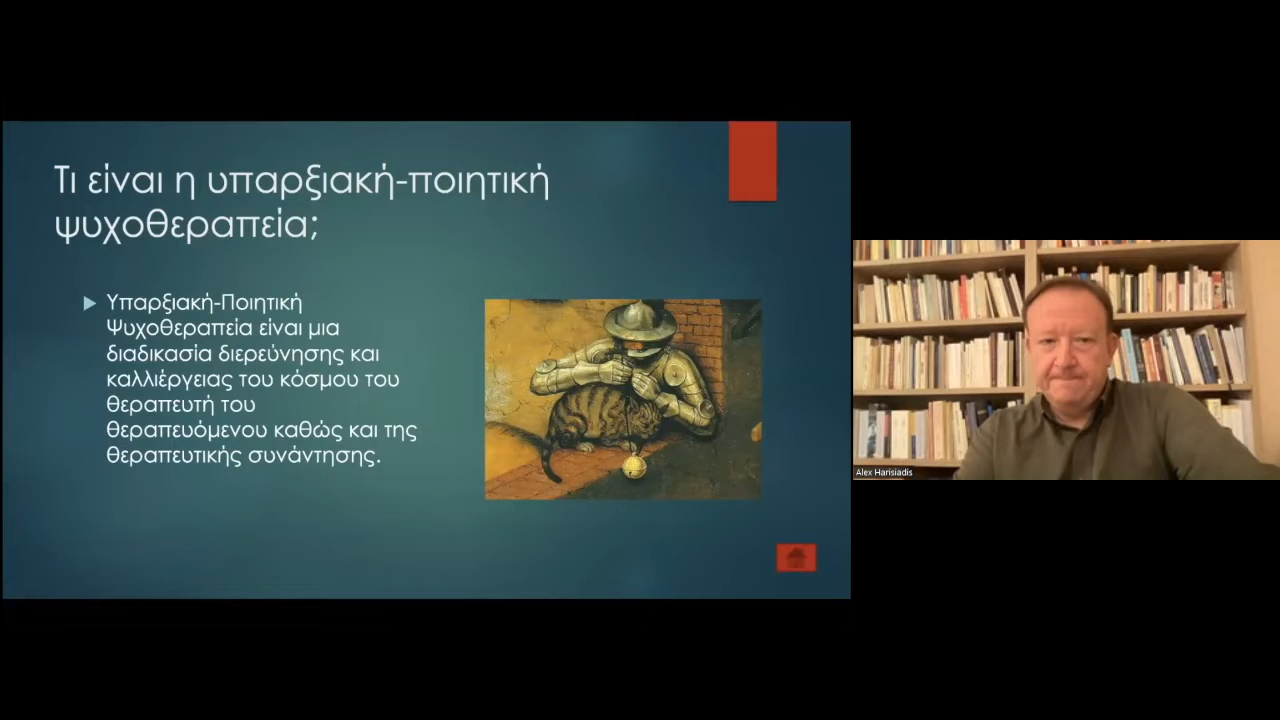 Τι είναι η υπαρξιακή-ποιητική
ψυχοθεραπεία;
Υπαρξιακή-Ποιητική
Ψυχοθεραπεία είναι μια
διαδικασία διερεύνησης και
καλλιέργειας του κόσμου του
θεραπευτή του
θεραπευόμενου καθώς και της
θεραπευτικής συνάντησης.
Alex Harisiadis